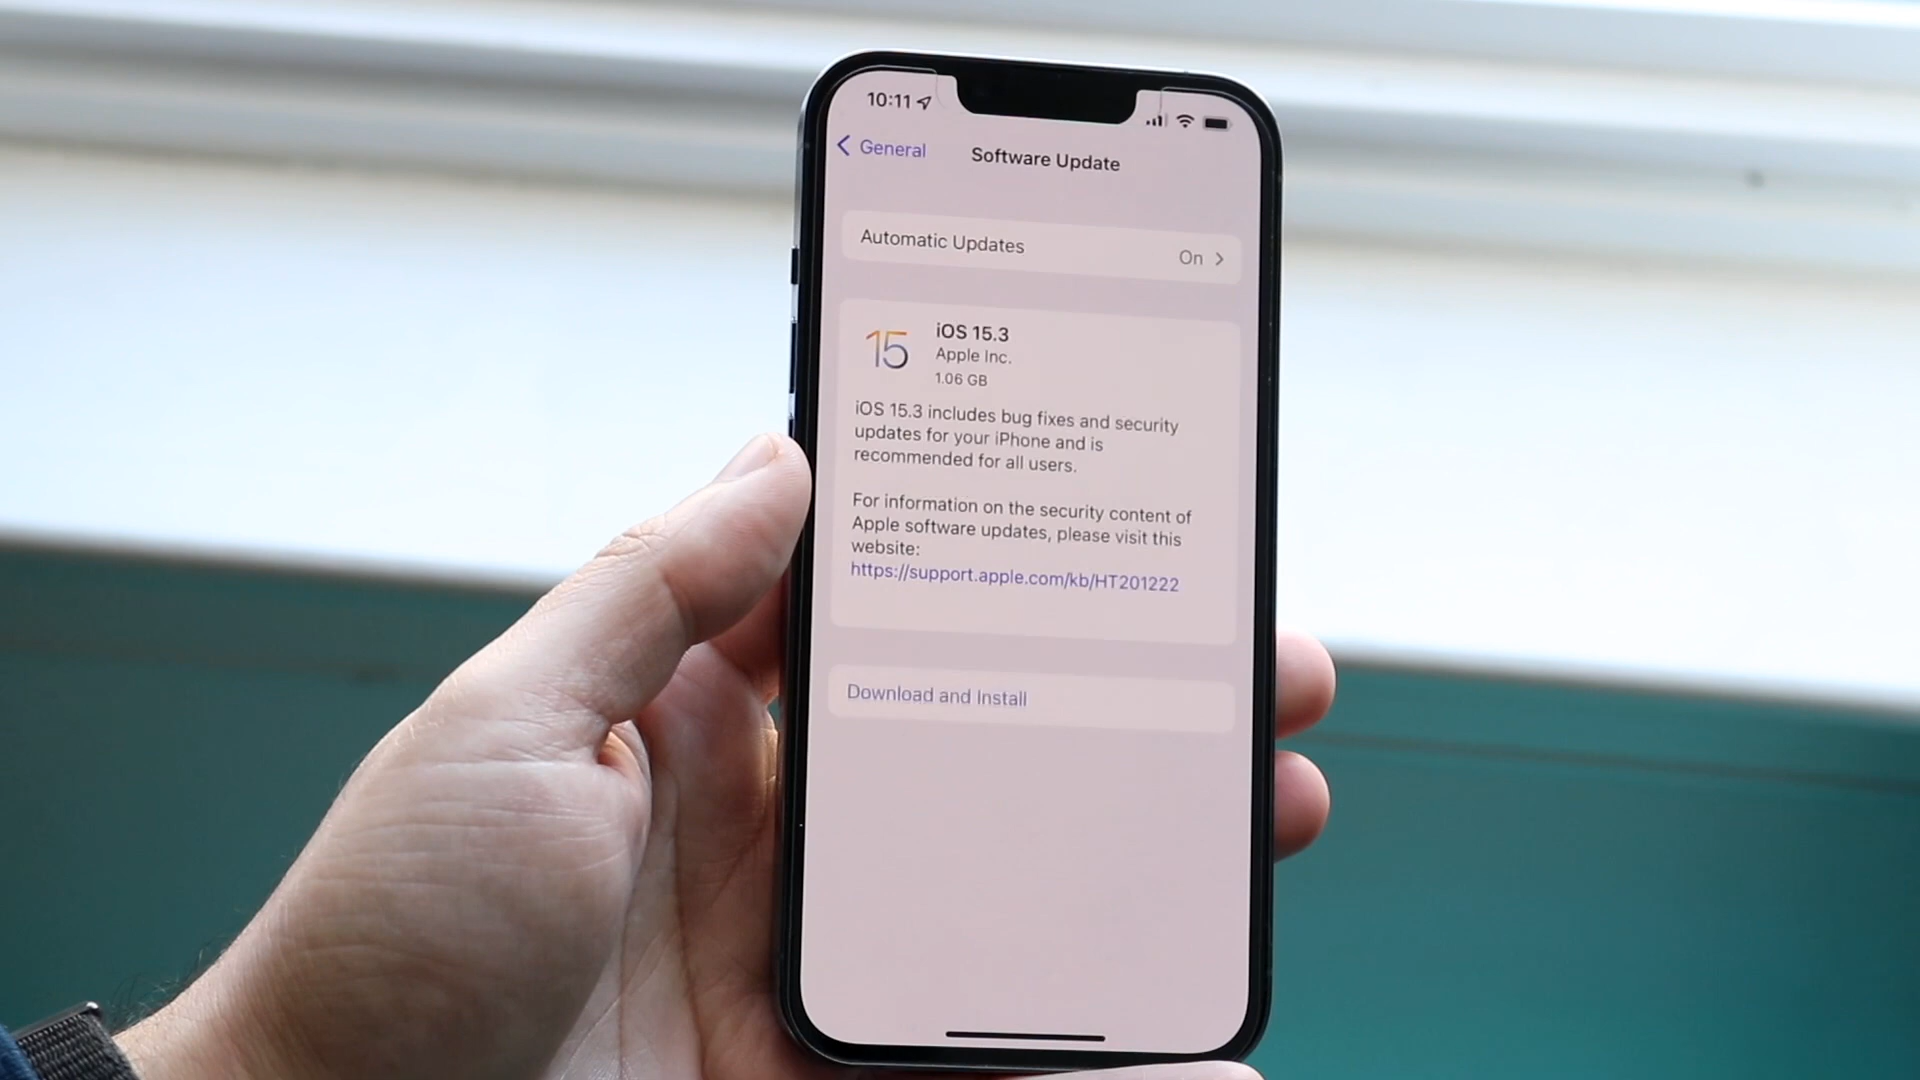 10:11
General
Software Update
Automatic Updates
On
15
iOS 15.3
Apple Inc.
1.06 GB
iOS 15.3 includes bug fixes and security
updates for your iPhone and is
recommended for all users.
For information on the security content of
Apple software updates, please visit this
website:
https://support.apple.com/kb/HT201222
Download and Install